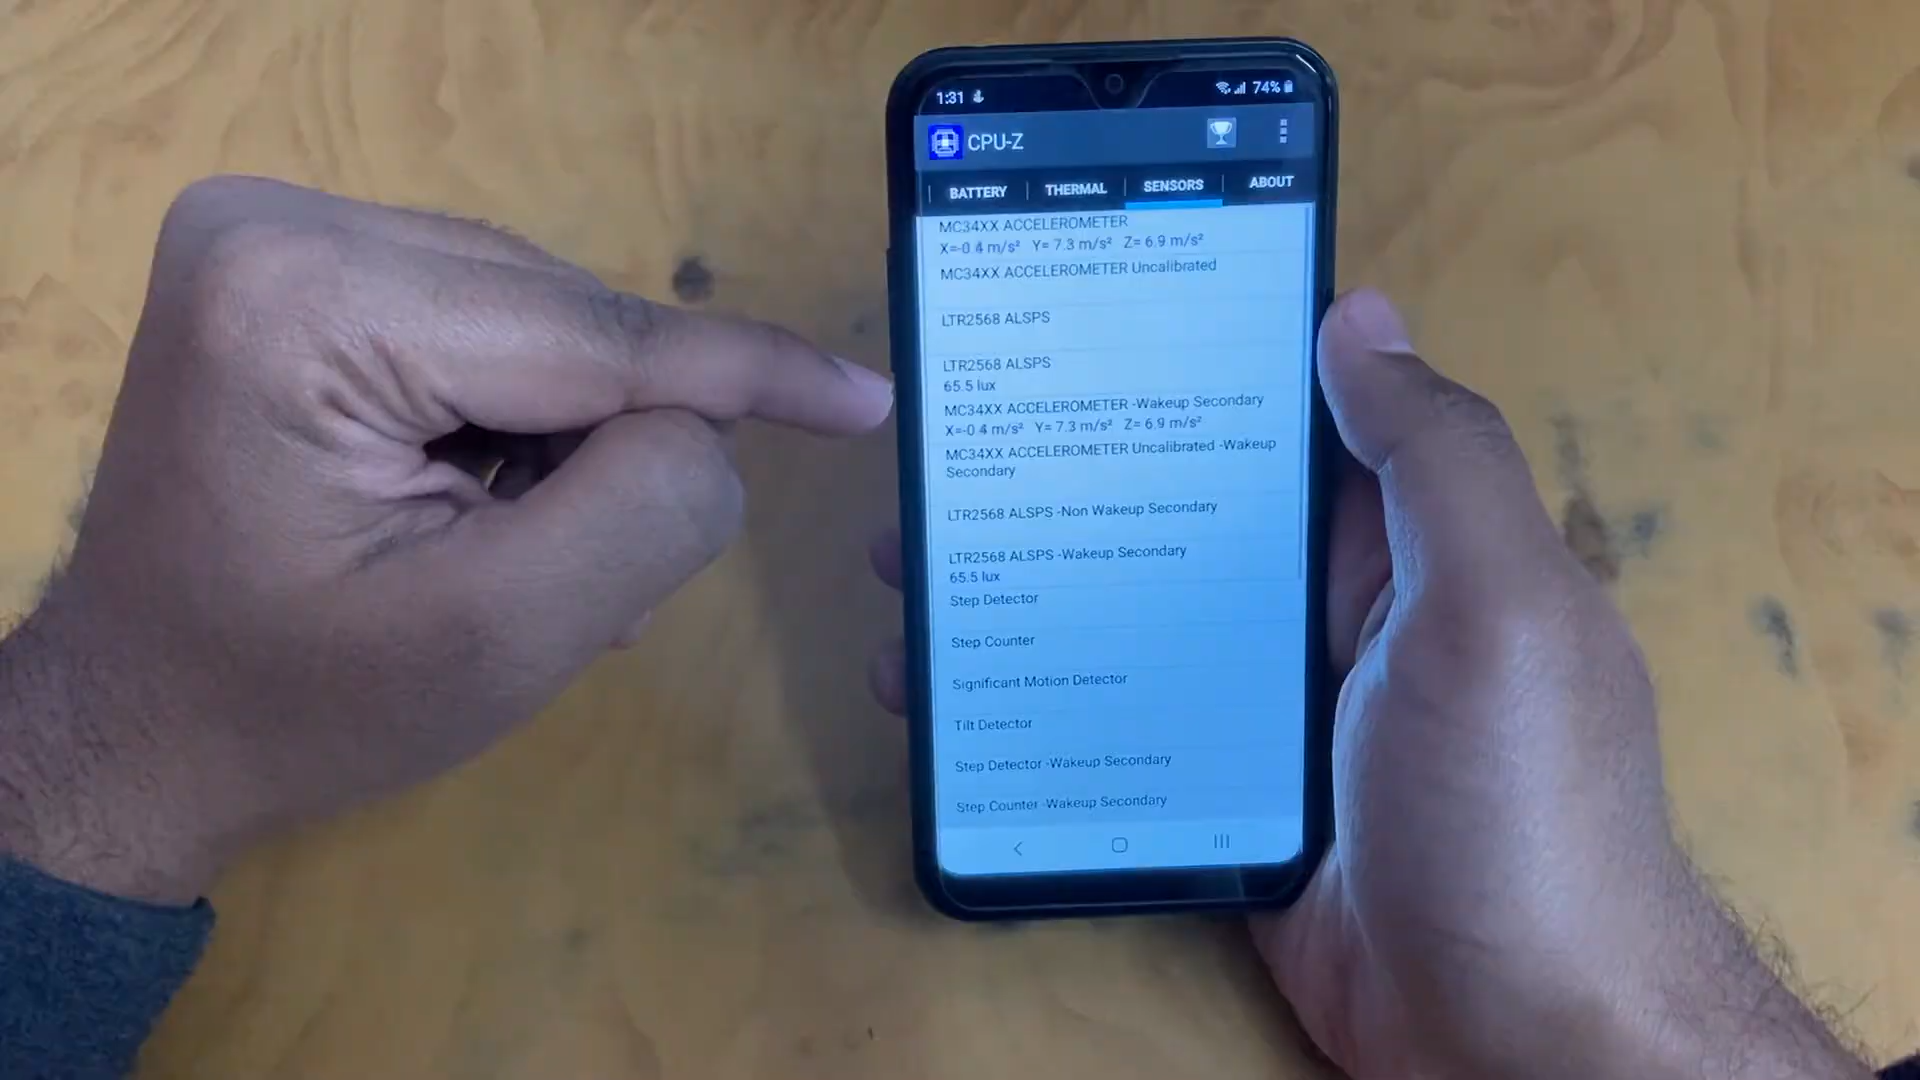 1:31 74%
CPU-Z
BATTERY THERMAL SENSORS ABOUT
MC34XX ACCELEROMETER
X=-0.4 m/s² Y= 7.3 m/s² Z= 6.9 m/s²
MC34XX ACCELEROMETER Uncalibrated
LTR2568 ALSPS
LTR2568 ALSPS
65.5 lux
MC34XX ACCELEROMETER -Wakeup Secondary
X=-0.4 m/s² Y= 7.3 m/s² Z= 6.9 m/s²
MC34XX ACCELEROMETER Uncalibrated -Wakeup
Secondary
LTR2568 ALSPS -Non Wakeup Secondary
LTR2568 ALSPS -Wakeup Secondary
65.5 lux
Step Detector
Step Counter
Significant Motion Detector
Tilt Detector
Step Detector -Wakeup Secondary
Step Counter -Wakeup Secondary